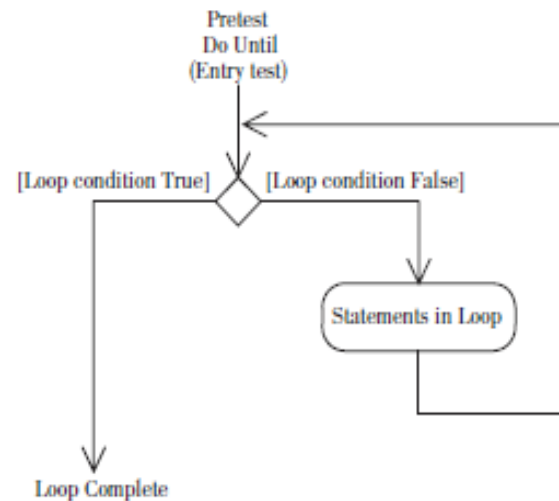 Pretest
Do Until
(Entry test)
[Loop condition True]
[Loop condition False]
Statements in Loop
Loop Complete